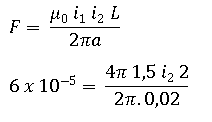 F = μ₀ i₁ i₂ L / 2πa
6 x 10⁻⁵ = 4π 1,5 i₂ 2 / 2π. 0,02